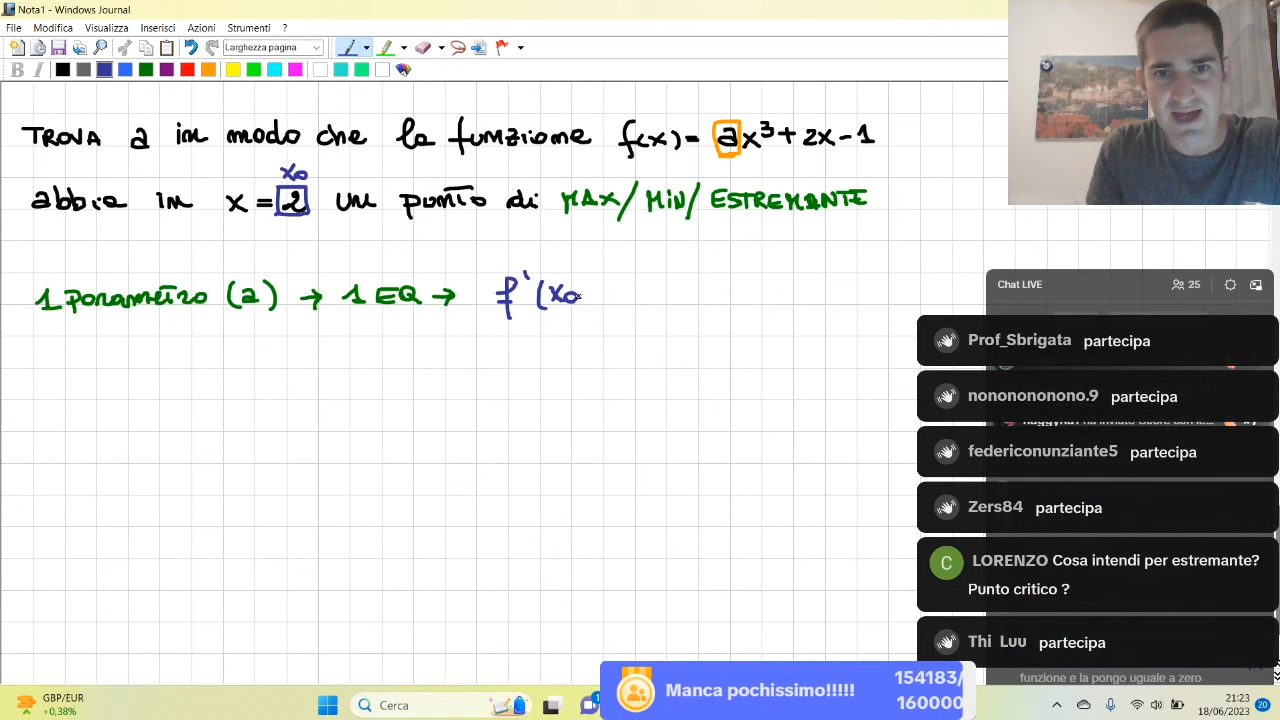 Nota1 - Windows Journal
File Modifica Visualizza Inserisci Azioni Strumenti ?
Larghezza pagina
TROVA a in modo che la funzione f(x) = ax³ + 2x - 1
x₀
abbia in x = 2 un punto di MAX/ MIN/ ESTREMANTE
1 parametro (a) → 1 EQ → f'(x₀
Chat LIVE 25
Prof_Sbrigata partecipa
nonononononono.9 partecipa
federiconunziante5 partecipa
Zers84 partecipa
C LORENZO Cosa intendi per estremante?
Punto critico ?
Thi Luu partecipa
funzione e la pongo uguale a zero
Manca pochissimo!!!!! 154183/
160000
GBP/EUR
+0,38%
Cerca
21:23
18/06/2023
20